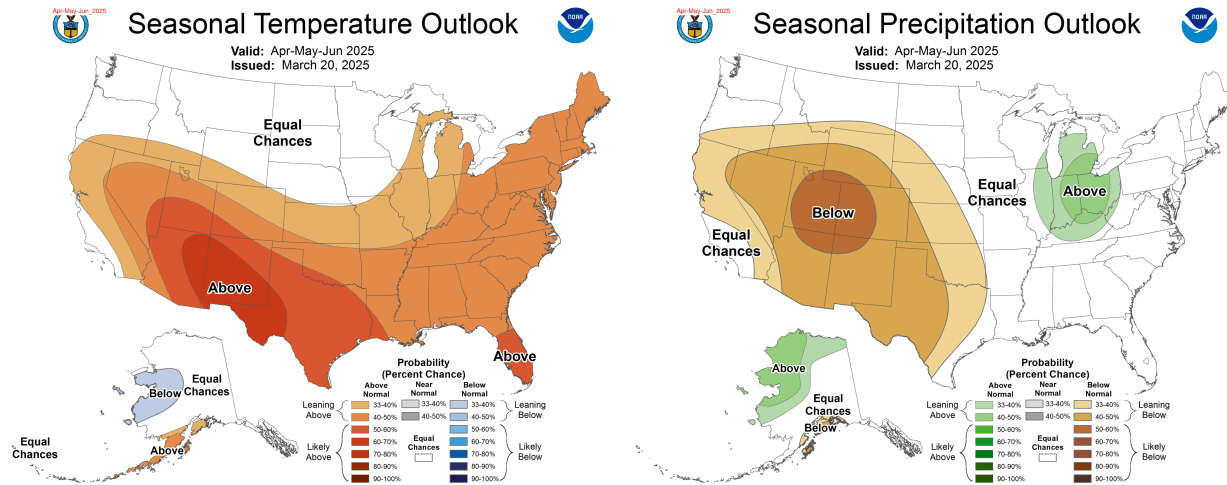 Apr-May-Jun_2025
Seasonal Temperature Outlook
NOAA
Valid: Apr-May-Jun 2025
Issued: March 20, 2025
Equal
Chances
Above
Above
Below
Equal
Chances
Above
Equal
Chances
Probability
(Percent Chance)
Above
Normal
Near
Normal
Below
Normal
Leaning
Above
33-40%
33-40%
33-40%
Leaning
Below
40-50%
40-50%
40-50%
Likely
Above
50-60%
50-60%
Likely
Below
60-70%
Equal
Chances
60-70%
70-80%
70-80%
80-90%
80-90%
90-100%
90-100%
Apr-May-Jun_2025
Seasonal Precipitation Outlook
NOAA
Valid: Apr-May-Jun 2025
Issued: March 20, 2025
Equal
Chances
Below
Equal
Chances
Above
Above
Equal
Chances
Below
Probability
(Percent Chance)
Above
Normal
Near
Normal
Below
Normal
Leaning
Above
33-40%
33-40%
33-40%
Leaning
Below
40-50%
40-50%
40-50%
Likely
Above
50-60%
50-60%
Likely
Below
60-70%
Equal
Chances
60-70%
70-80%
70-80%
80-90%
80-90%
90-100%
90-100%